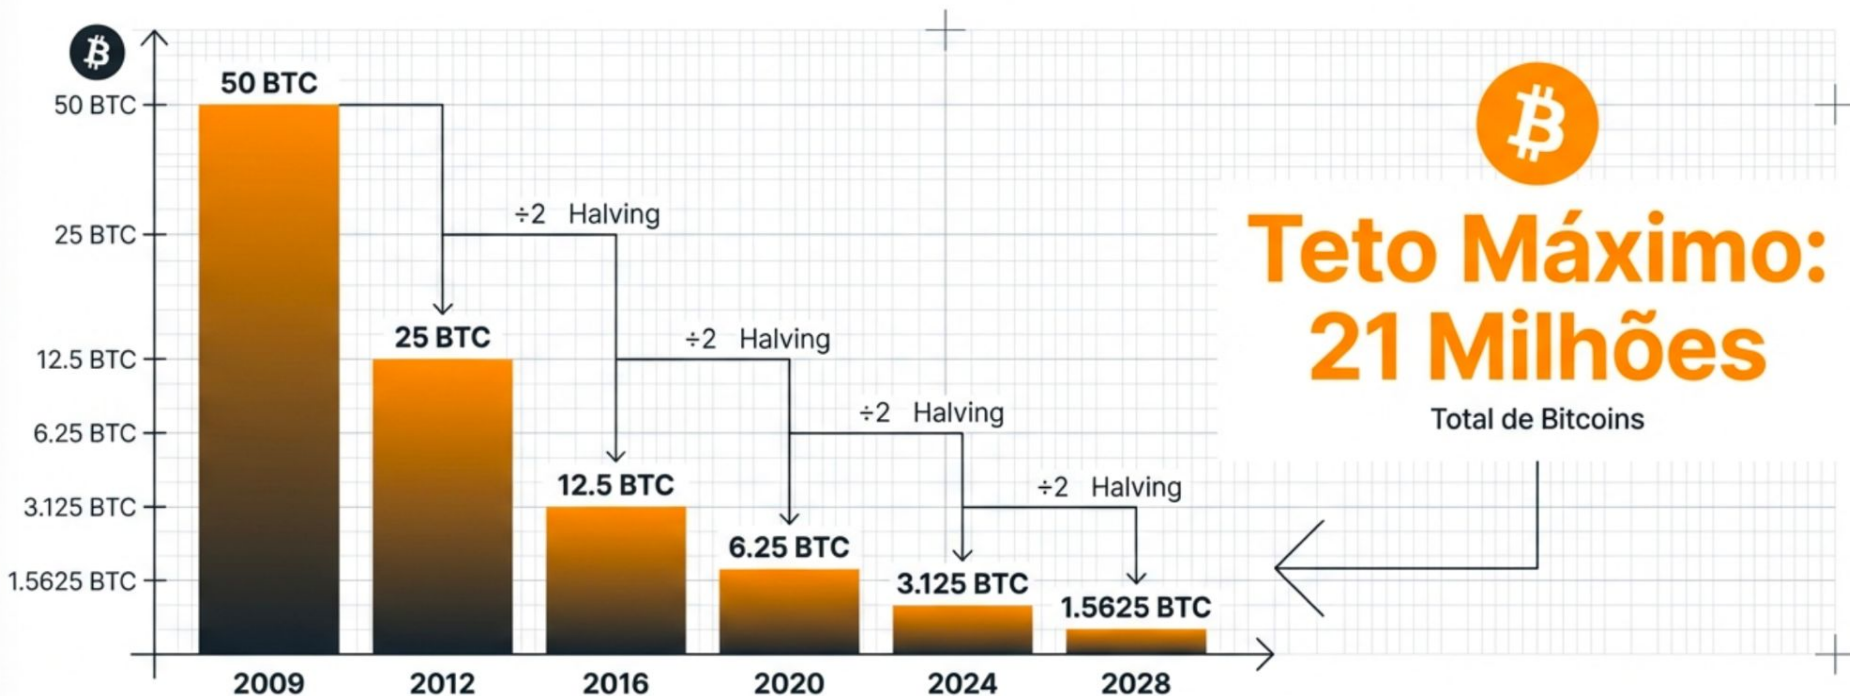 50 BTC
25 BTC
12.5 BTC
6.25 BTC
3.125 BTC
1.5625 BTC
50 BTC
÷2 Halving
25 BTC
÷2 Halving
12.5 BTC
÷2 Halving
6.25 BTC
÷2 Halving
3.125 BTC
1.5625 BTC
2009
2012
2016
2020
2024
2028
Teto Máximo:
21 Milhões
Total de Bitcoins